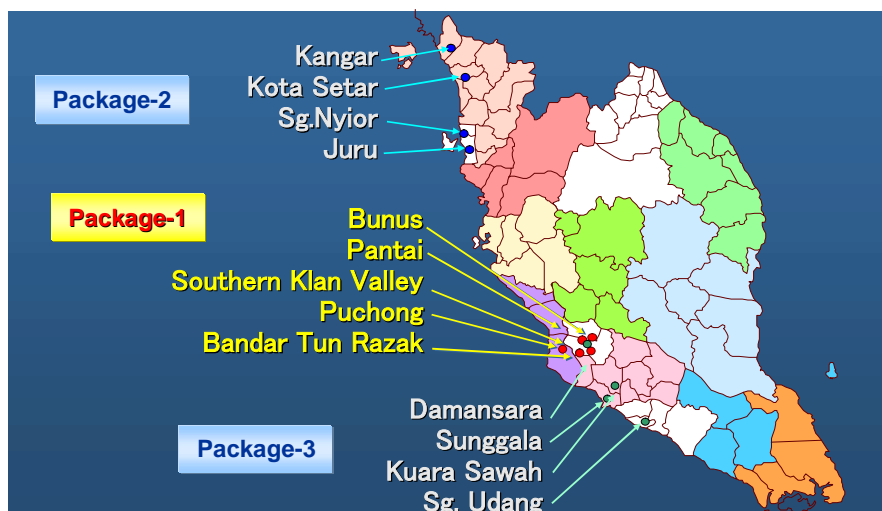 Kangar
Kota Setar
Package-2
Sg.Nyior
Juru
Package-1
Bunus
Pantai
Southern Klan Valley
Puchong
Bandar Tun Razak
Damansara
Sunggala
Package-3
Kuara Sawah
Sg. Udang